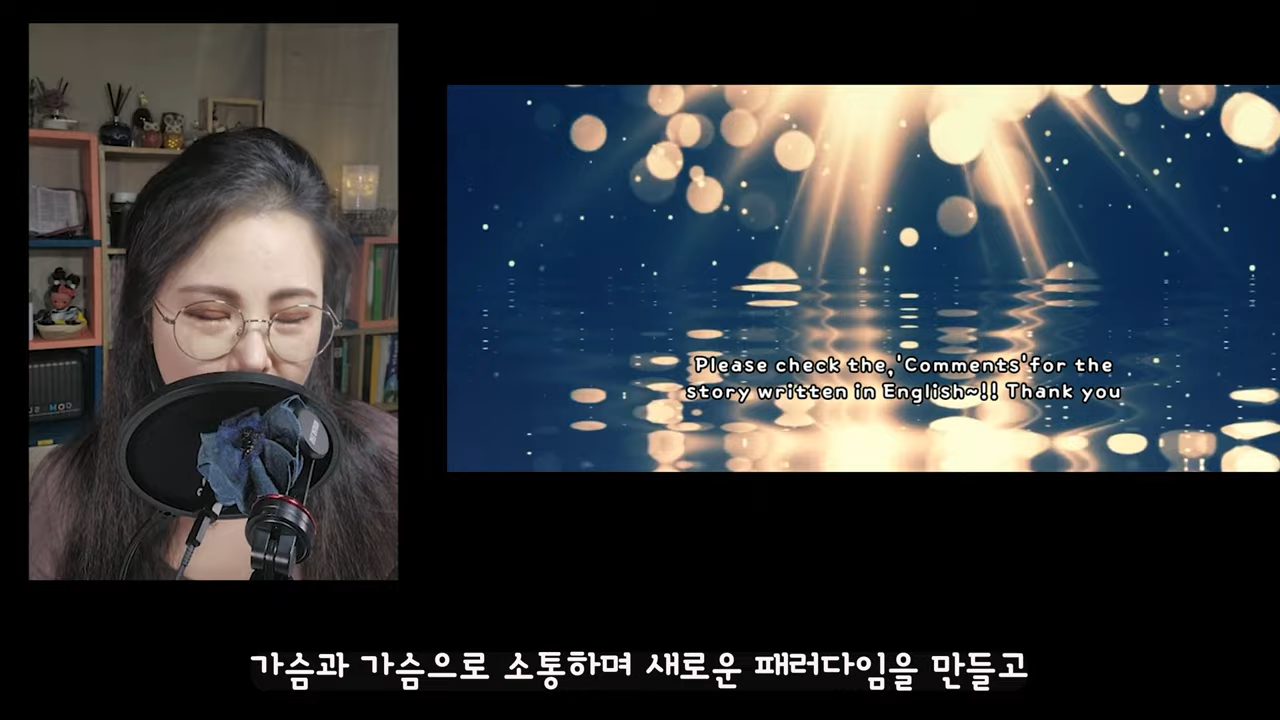 Please check the,'Comments'for the
story written in English~!! Thank you
가슴과 가슴으로 소통하며 새로운 패러다임을 만들고